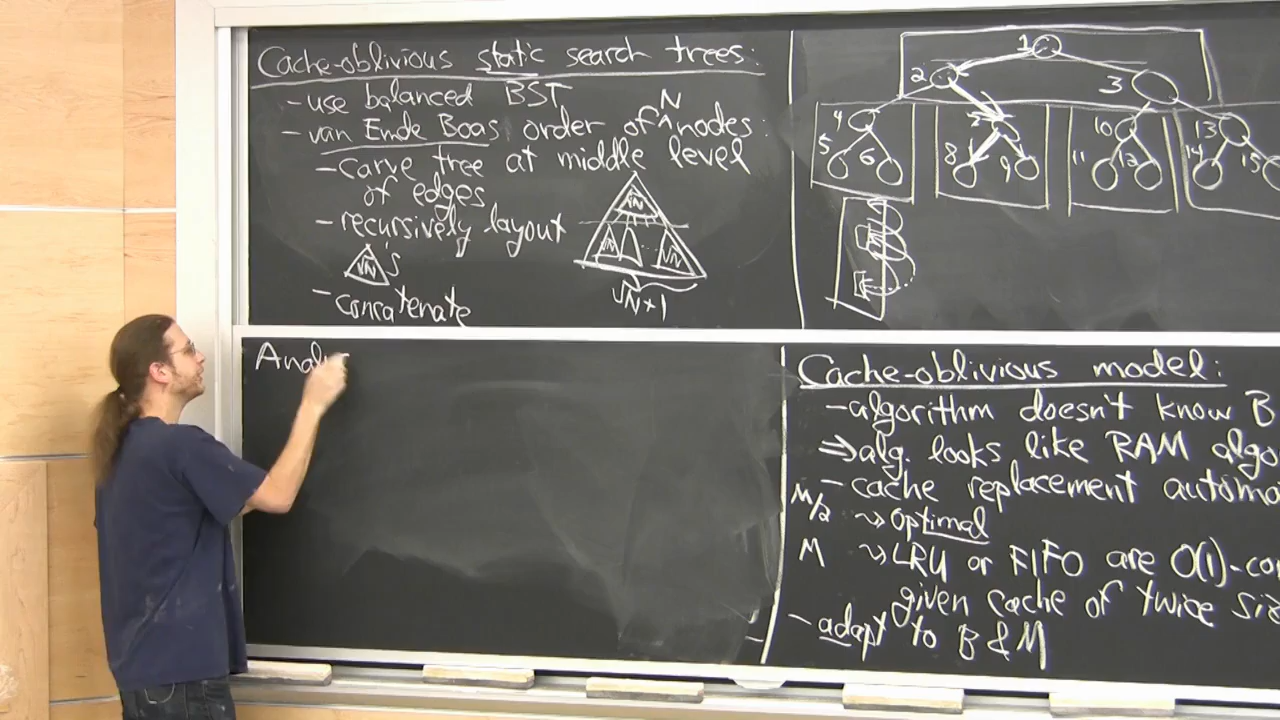 Cache-oblivious static search trees:
- use balanced BST
- van Emde Boas order of N nodes:
- carve tree at middle level
of edges
- recursively layout
√N 's
- concatenate
√N
√N √N
√N+1
1
2 3
4 10 13
5 6 8 9 11 12 14 15
Analy
Cache-oblivious model:
- algorithm doesn't know B
⇒ alg. looks like RAM algo
- cache replacement automa
M/2 ⇝ optimal
M ⇝ LRU or FIFO are O(1)-co
given cache of twice si
- adapt to B & M